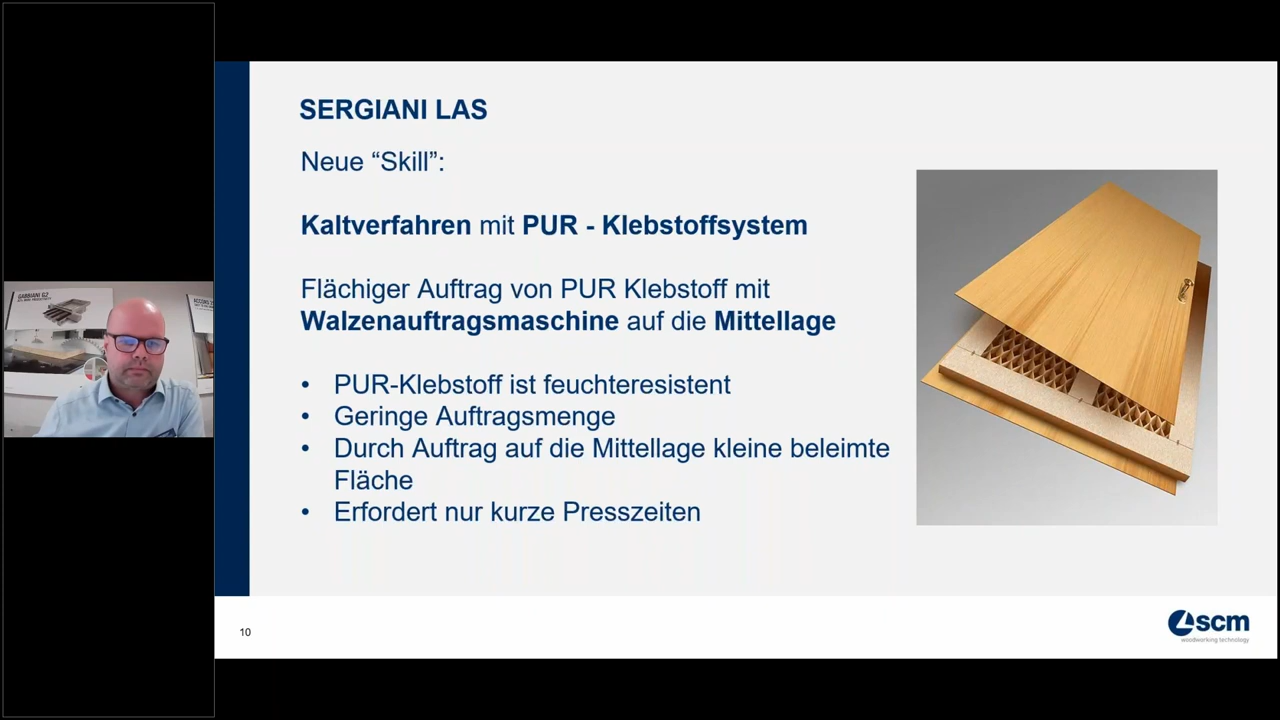 SERGIANI LAS
Neue “Skill”:
Kaltverfahren mit PUR - Klebstoffsystem
Flächiger Auftrag von PUR Klebstoff mit
Walzenauftragsmaschine auf die Mittellage
• PUR-Klebstoff ist feuchteresistent
• Geringe Auftragsmenge
• Durch Auftrag auf die Mittellage kleine beleimte
Fläche
• Erfordert nur kurze Presszeiten
GABBIANI G2
10
scm
woodworking technology